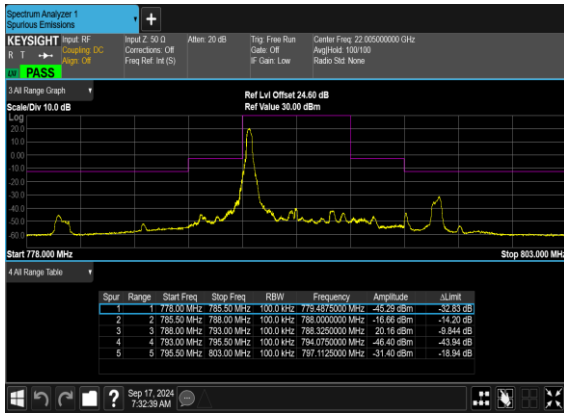 Spectrum Analyzer 1
Spurious Emissions
+
KEYSIGHT Input: RF Input Z: 50 Ω Atten: 20 dB Trig: Free Run Center Freq: 22.005000000 GHz
R T Coupling: DC Corrections: Off Gate: Off Avg|Hold: 100/100
Align: Off Freq Ref: Int (S) IF Gain: Low Radio Std: None
PASS
3 All Range Graph
Ref Lvl Offset 24.60 dB
Scale/Div 10.0 dB Ref Value 30.00 dBm
Log
20.0
10.0
0.00
-10.0
-20.0
-30.0
-40.0
-50.0
-60.0
Start 778.000 MHz Stop 803.000 MHz
4 All Range Table
Spur Range Start Freq Stop Freq RBW Frequency Amplitude ΔLimit
1 1 778.00 MHz 785.50 MHz 100.0 kHz 779.4875000 MHz -45.29 dBm -32.83 dB
2 2 785.50 MHz 788.00 MHz 100.0 kHz 788.0000000 MHz -16.66 dBm -14.20 dB
3 3 788.00 MHz 793.00 MHz 100.0 kHz 788.3250000 MHz 20.16 dBm -9.844 dB
4 4 793.00 MHz 795.50 MHz 100.0 kHz 794.0750000 MHz -46.40 dBm -43.94 dB
5 5 795.50 MHz 803.00 MHz 100.0 kHz 797.1125000 MHz -31.40 dBm -18.94 dB
? Sep 17, 2024
7:32:39 AM